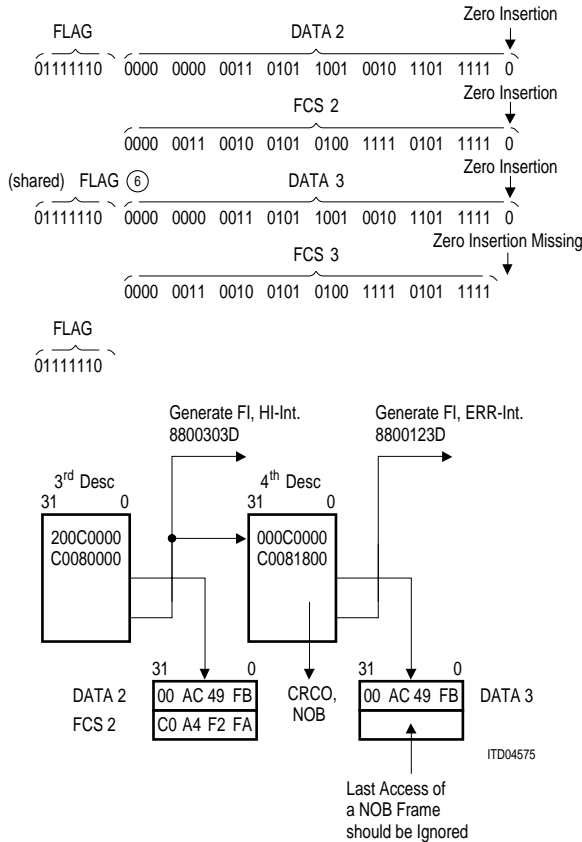 Zero Insertion
FLAG DATA 2
01111110 0000 0000 0011 0101 1001 0010 1101 1111 0
Zero Insertion
FCS 2
0000 0011 0010 0101 0100 1111 0101 1111 0
Zero Insertion
(shared) FLAG 6 DATA 3
01111110 0000 0000 0011 0101 1001 0010 1101 1111 0
Zero Insertion Missing
FCS 3
0000 0011 0010 0101 0100 1111 0101 1111
FLAG
01111110
Generate FI, HI-Int. Generate FI, ERR-Int.
8800303D 8800123D
3rd Desc 4th Desc
31 0 31 0
200C0000 000C0000
C0080000 C0081800
31 0 31 0
DATA 2 00 AC 49 FB CRCO, 00 AC 49 FB DATA 3
FCS 2 C0 A4 F2 FA NOB
ITD04575
Last Access of
a NOB Frame
should be Ignored